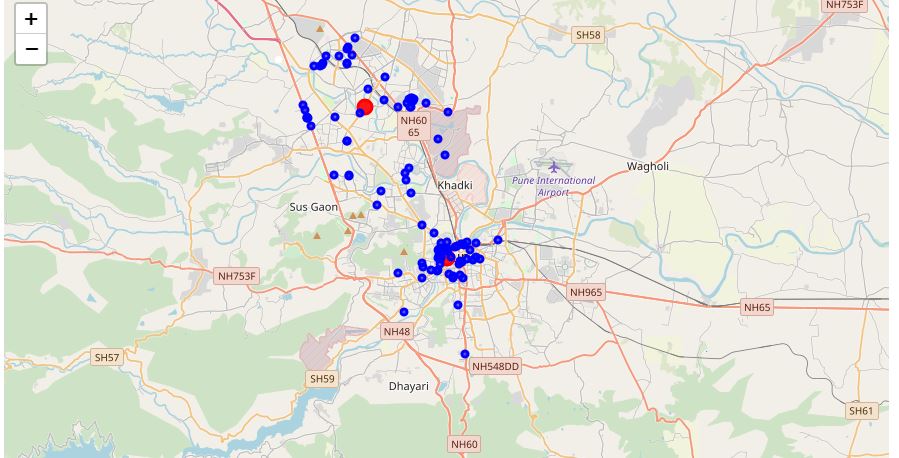 +
−
NH753F
SH58
NH60
65
Wagholi
Pune International
Airport
Khadki
Sus Gaon
NH753F
NH965
NH65
NH48
SH57
NH548DD
SH59
Dhayari
SH61
NH60